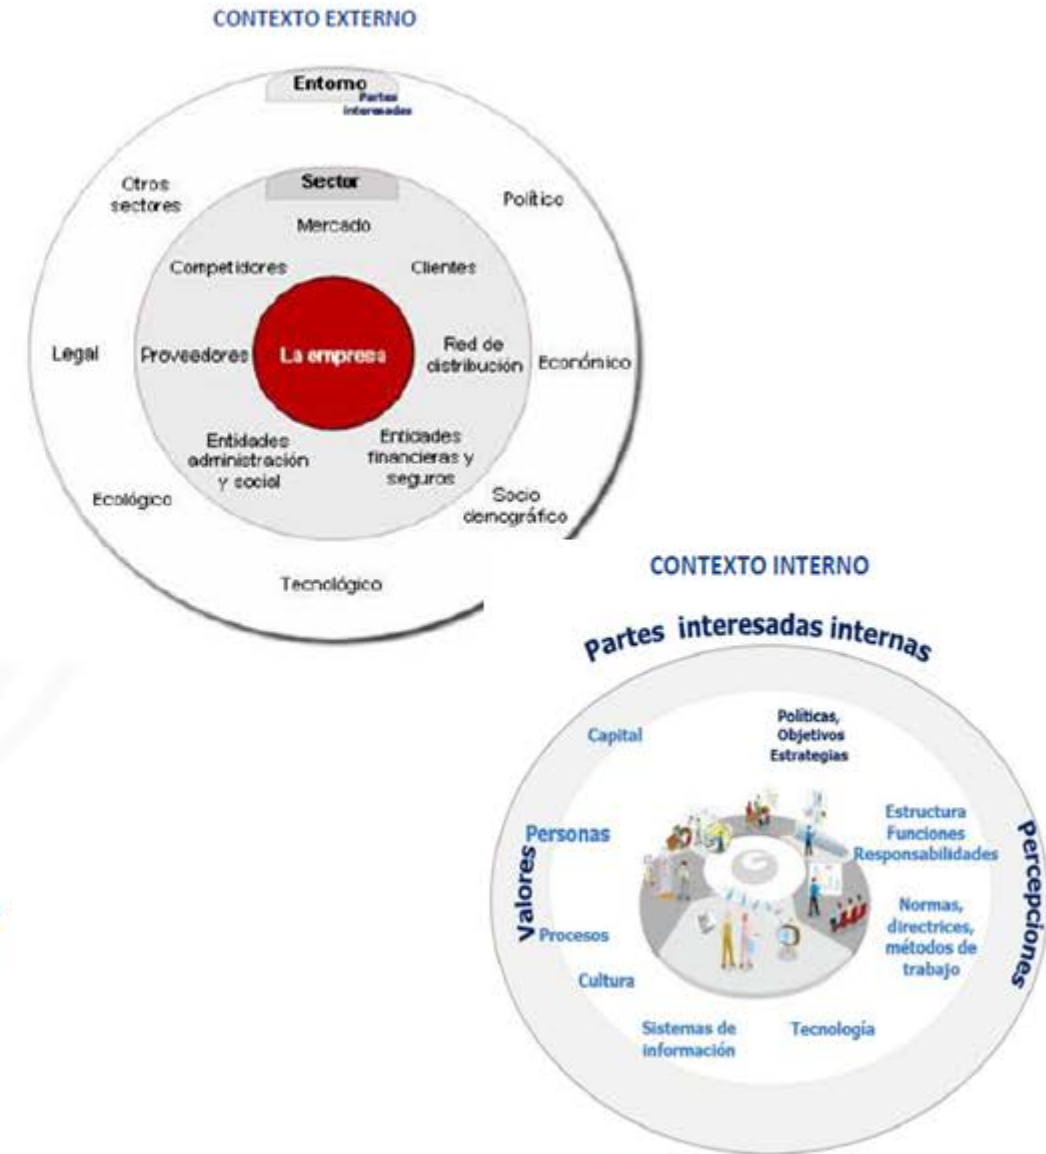 CONTEXTO EXTERNO
Entorno
Partes
interesadas
Otros
sectores
Político
Sector
Mercado
Competidores
Clientes
Legal
Proveedores
La empresa
Red de
distribución
Económico
Entidades
administración
y social
Entidades
financieras y
seguros
Ecológico
Socio
demográfico
Tecnológico
CONTEXTO INTERNO
Partes interesadas internas
Capital
Políticas,
Objetivos
Estrategias
Personas
Estructura
Funciones
Responsabilidades
Valores
Percepciones
Procesos
Normas,
directrices,
métodos de
trabajo
Cultura
Sistemas de
información
Tecnología